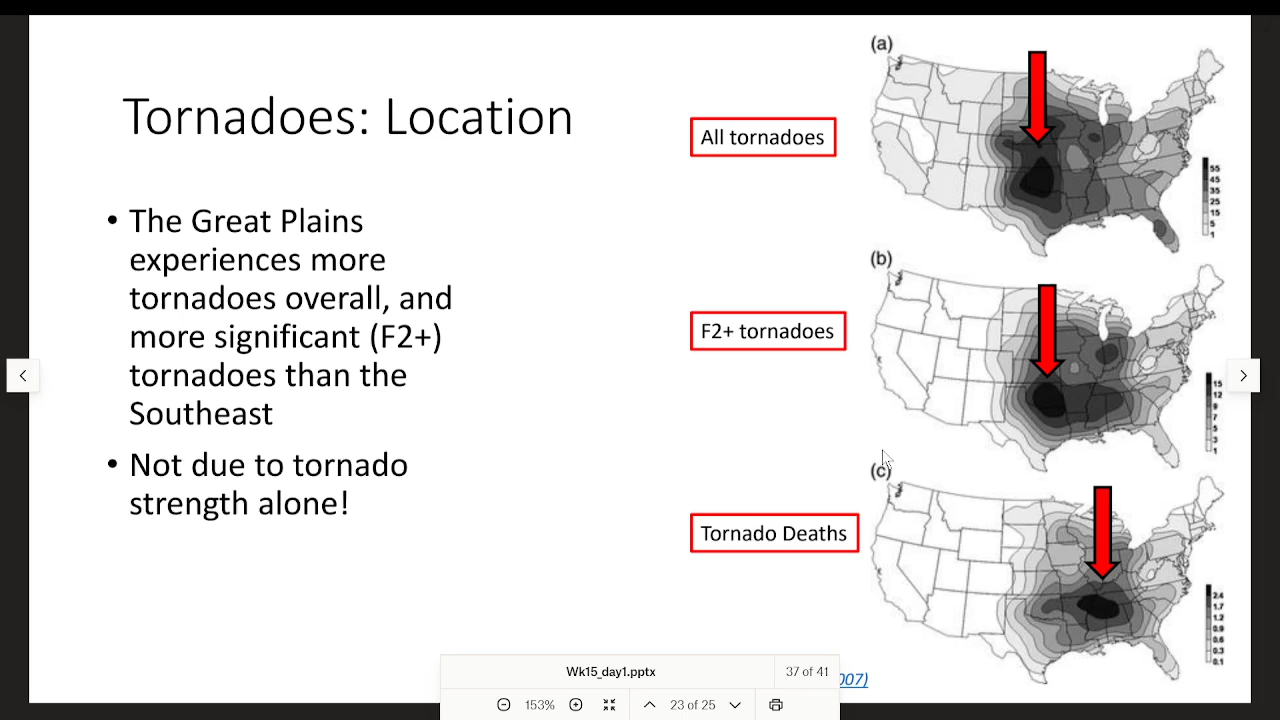 Tornadoes: Location
• The Great Plains
experiences more
tornadoes overall, and
more significant (F2+)
tornadoes than the
Southeast
• Not due to tornado
strength alone!
(a)
All tornadoes
55
45
35
25
15
5
1
(b)
F2+ tornadoes
15
12
9
7
5
3
1
(c)
Tornado Deaths
2.4
1.7
1.2
0.9
0.6
0.3
0.1
007)
Wk15_day1.pptx
37 of 41
153%
23 of 25